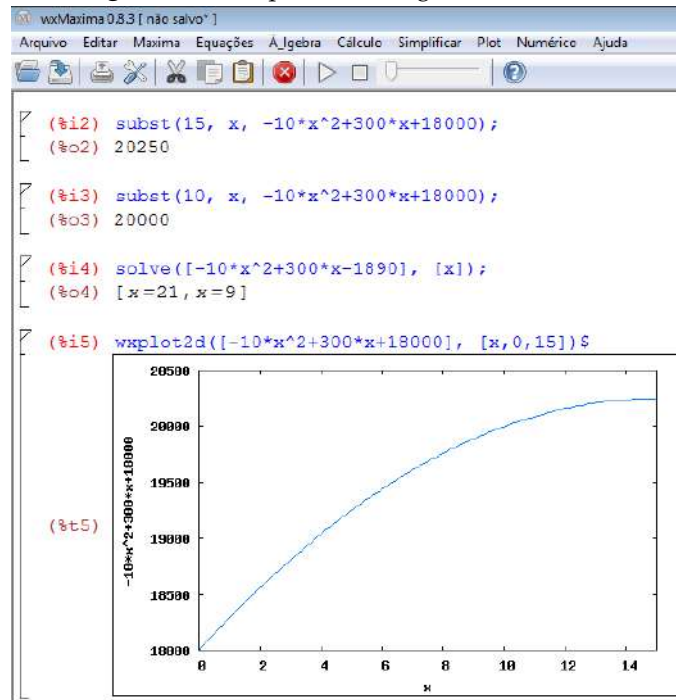 wxMaxima 0.8.3 [ não salvo* ]
Arquivo Editar Maxima Equações Á_lgebra Cálculo Simplificar Plot Numérico Ajuda
(%i2) subst(15, x, -10*x^2+300*x+18000);
(%o2) 20250
(%i3) subst(10, x, -10*x^2+300*x+18000);
(%o3) 20000
(%i4) solve([-10*x^2+300*x-1890], [x]);
(%o4) [x=21,x=9]
(%i5) wxplot2d([-10*x^2+300*x+18000], [x,0,15])$
(%t5)
-10*x^2+300*x+18000
20500
20000
19500
19000
18500
18000
0 2 4 6 8 10 12 14
x